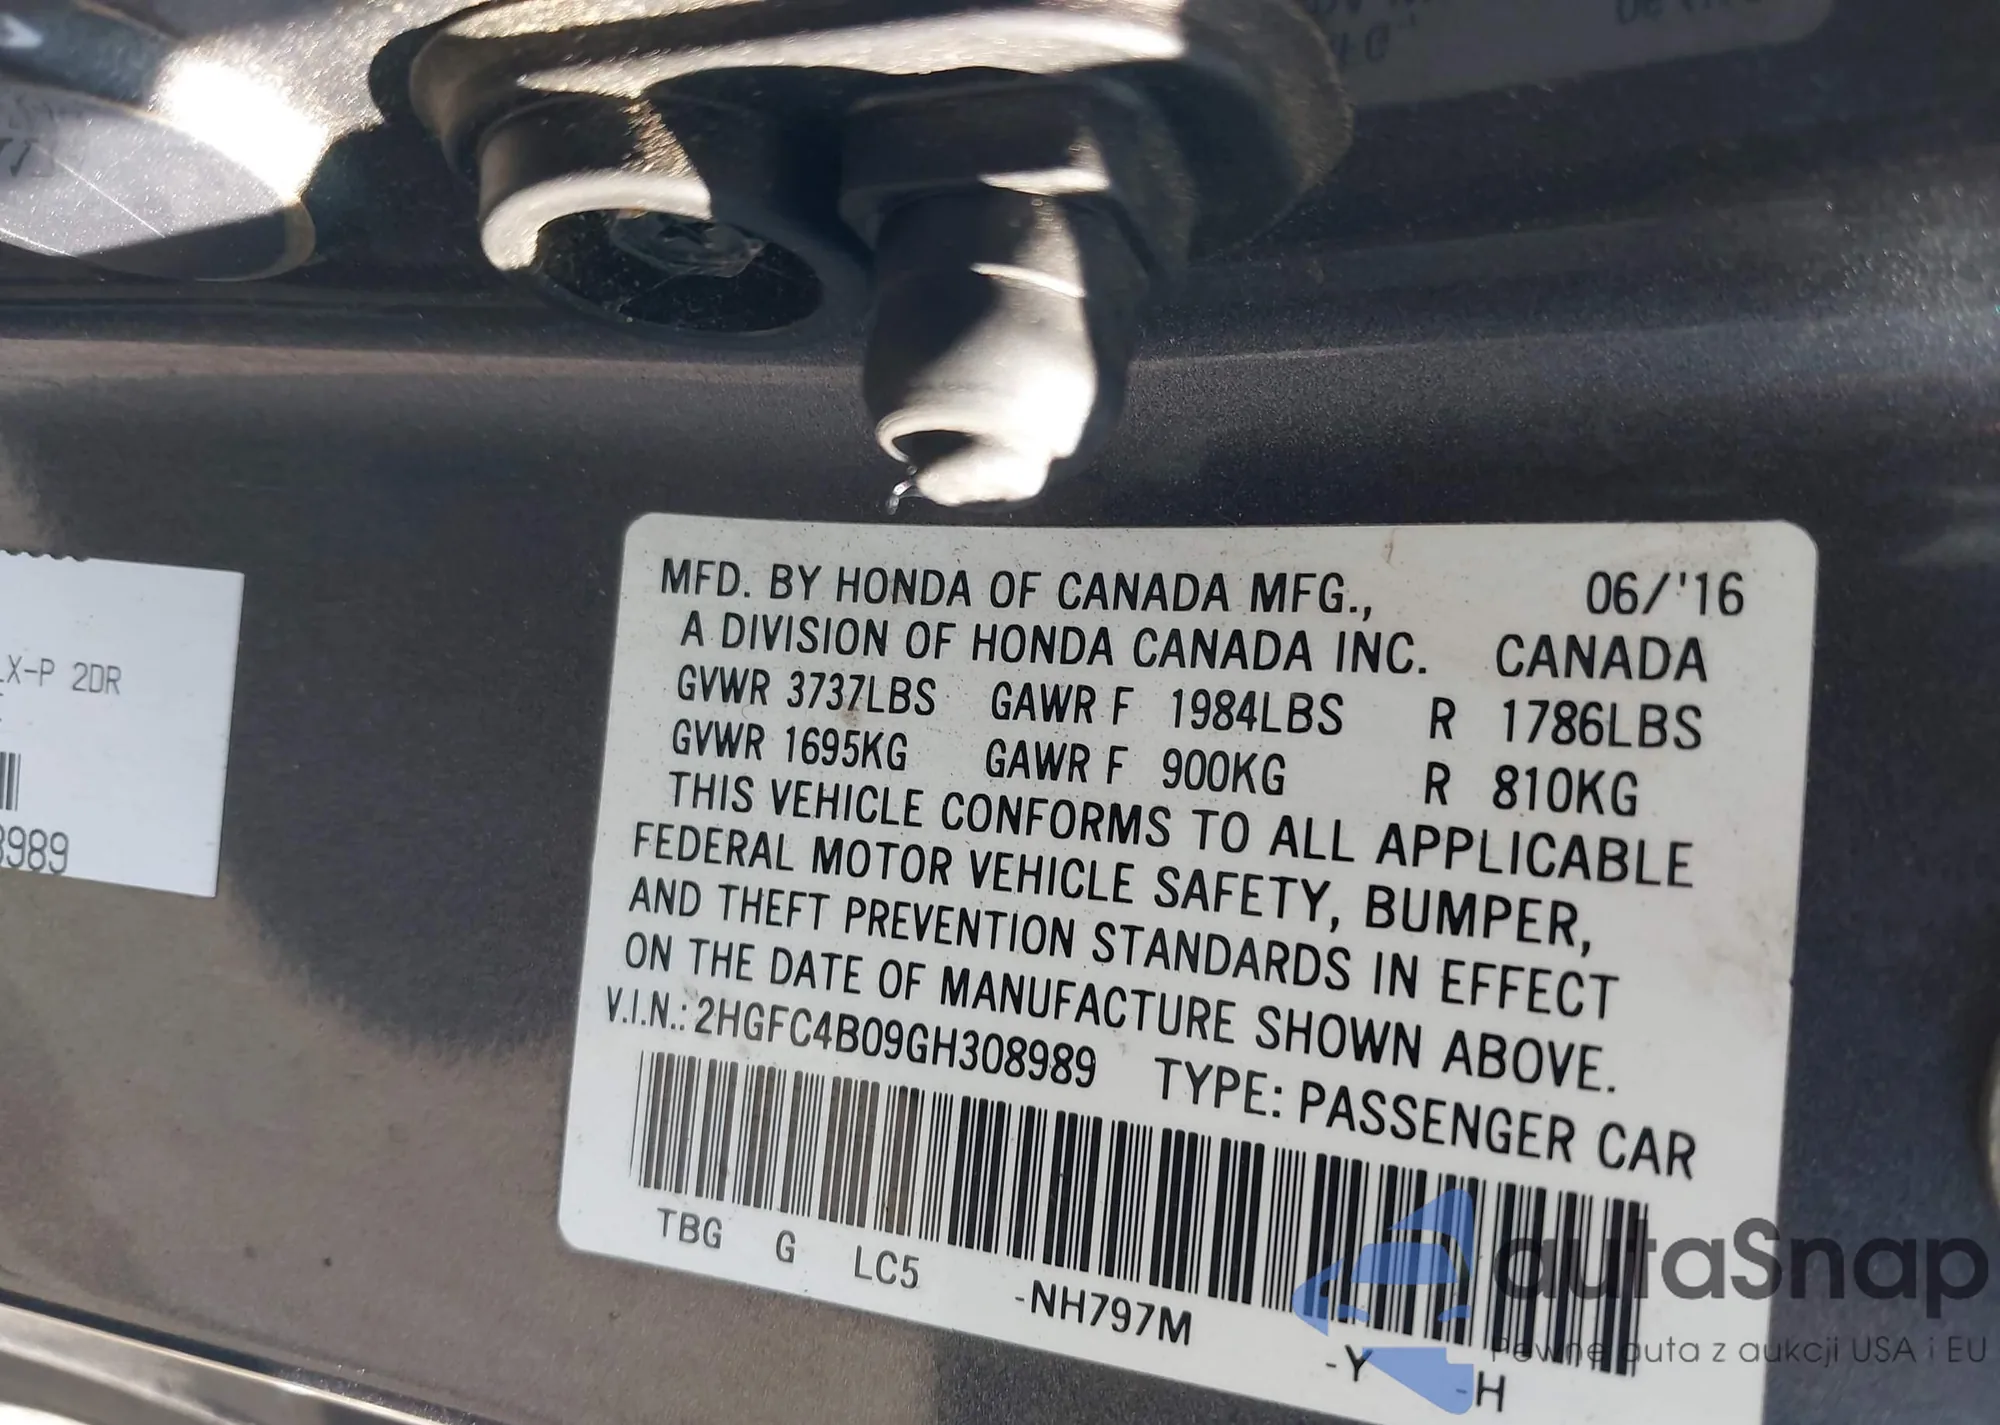 X-P 2DR
8989
MFD. BY HONDA OF CANADA MFG., 06/'16
A DIVISION OF HONDA CANADA INC. CANADA
GVWR 3737LBS GAWR F 1984LBS R 1786LBS
GVWR 1695KG GAWR F 900KG R 810KG
THIS VEHICLE CONFORMS TO ALL APPLICABLE
FEDERAL MOTOR VEHICLE SAFETY, BUMPER,
AND THEFT PREVENTION STANDARDS IN EFFECT
ON THE DATE OF MANUFACTURE SHOWN ABOVE.
V.I.N.: 2HGFC4B09GH308989 TYPE: PASSENGER CAR
TBG G LC5 -NH797M -Y -H
autaSnap
Pewne auta z aukcji USA i EU